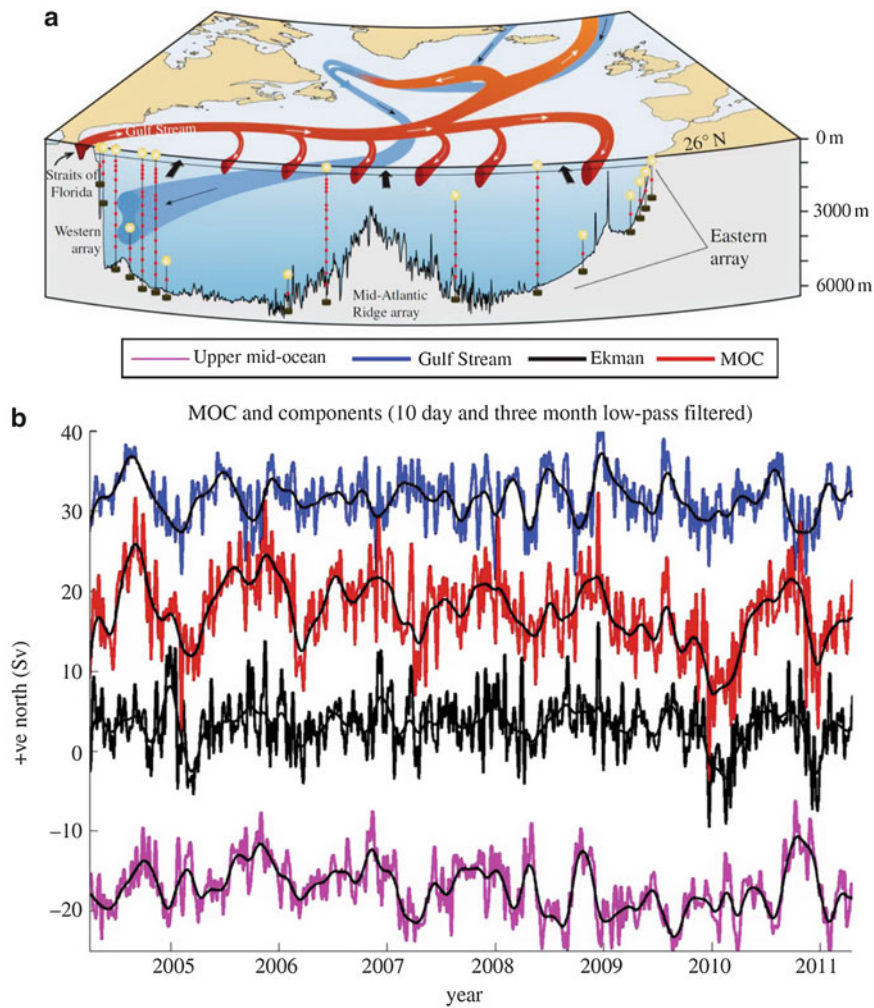 a
Gulf Stream
26° N
0 m
Straits of
Florida
3000 m
Western
array
Eastern
array
6000 m
Mid-Atlantic
Ridge array
Upper mid-ocean Gulf Stream Ekman MOC
b
MOC and components (10 day and three month low-pass filtered)
40
30
20
10
0
−10
−20
+ve north (Sv)
2005 2006 2007 2008 2009 2010 2011
year